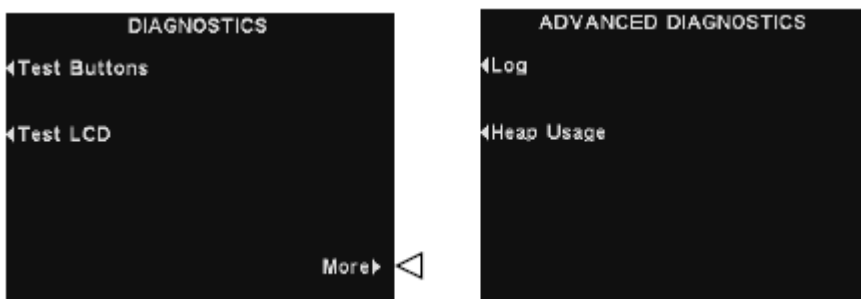 DIAGNOSTICS
Test Buttons
Test LCD
More
ADVANCED DIAGNOSTICS
Log
Heap Usage